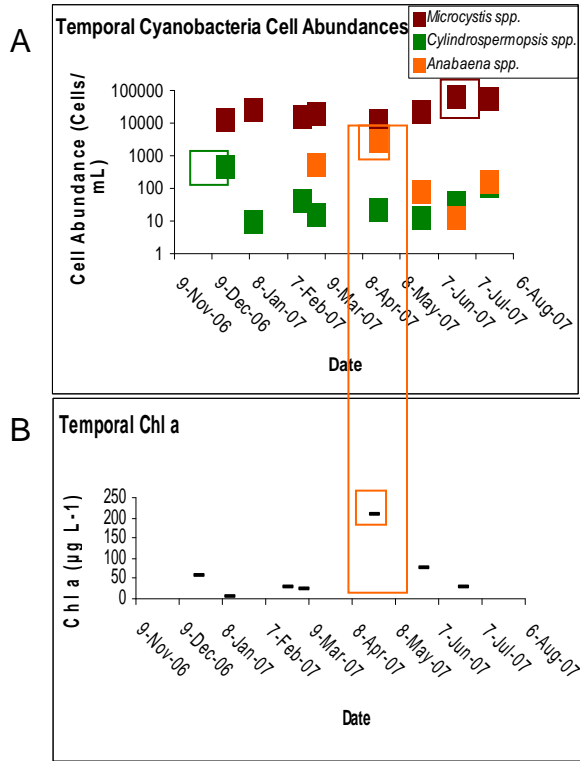 A
Temporal Cyanobacteria Cell Abundances
Microcystis spp.
Cylindrospermopsis spp.
Anabaena spp.
Cell Abundance (Cells/
mL)
100000
10000
1000
100
10
1
9-Nov-06
9-Dec-06
8-Jan-07
7-Feb-07
9-Mar-07
8-Apr-07
8-May-07
7-Jun-07
7-Jul-07
6-Aug-07
Date
B
Temporal Chl a
Chl a (µg L-1)
250
200
150
100
50
0
9-Nov-06
9-Dec-06
8-Jan-07
7-Feb-07
9-Mar-07
8-Apr-07
8-May-07
7-Jun-07
7-Jul-07
6-Aug-07
Date